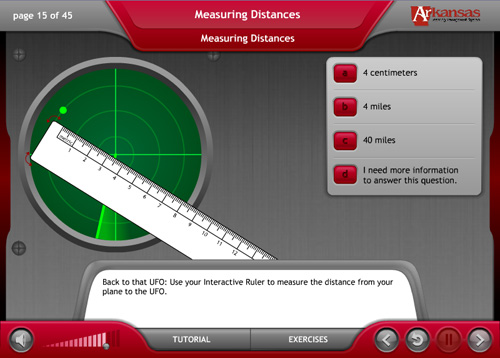 page 15 of 45
Measuring Distances
Arkansas
Measuring Distances
a 4 centimeters
b 4 miles
c 40 miles
d I need more information
to answer this question.
1 2 3 4 5 6 7 8 9 10 11 12
Back to that UFO: Use your Interactive Ruler to measure the distance from your
plane to the UFO.
TUTORIAL
EXERCISES